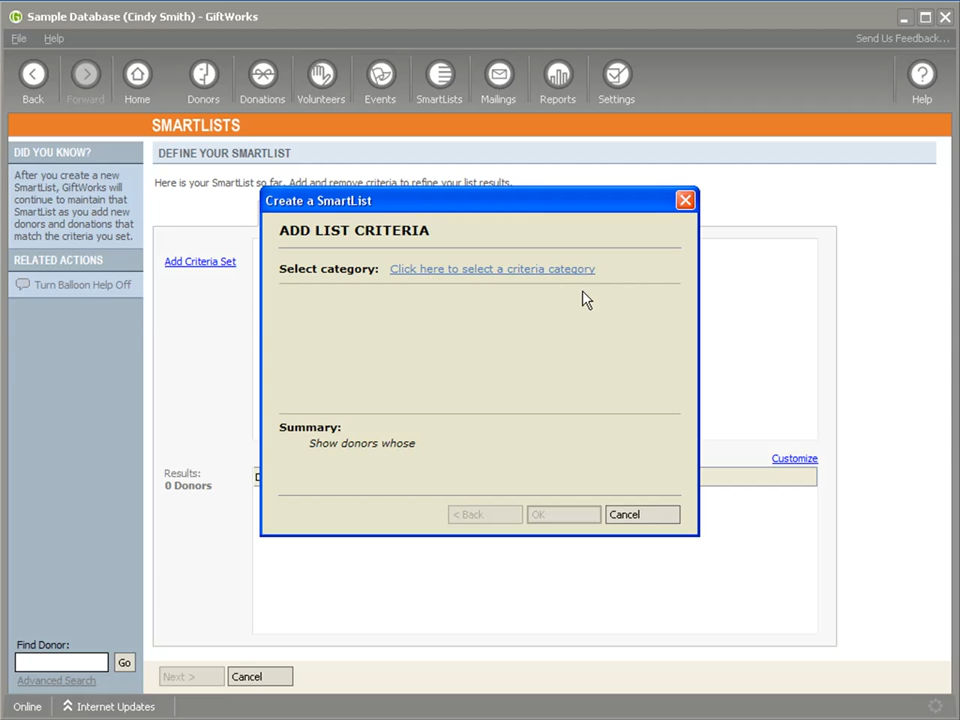 Sample Database (Cindy Smith) - GiftWorks
File Help Send Us Feedback...
Back Forward Home Donors Donations Volunteers Events SmartLists Mailings Reports Settings Help
SMARTLISTS
DID YOU KNOW?
After you create a new
SmartList, GiftWorks will
continue to maintain that
SmartList as you add new
donors and donations that
match the criteria you set.
RELATED ACTIONS
Turn Balloon Help Off
Find Donor:
Go
Advanced Search
DEFINE YOUR SMARTLIST
Here is your SmartList so far. Add and remove criteria to refine your list results.
Add Criteria Set
Create a SmartList
ADD LIST CRITERIA
Select category: Click here to select a criteria category
Summary:
Show donors whose
< Back OK Cancel
Customize
Results:
0 Donors
Next > Cancel
Online Internet Updates